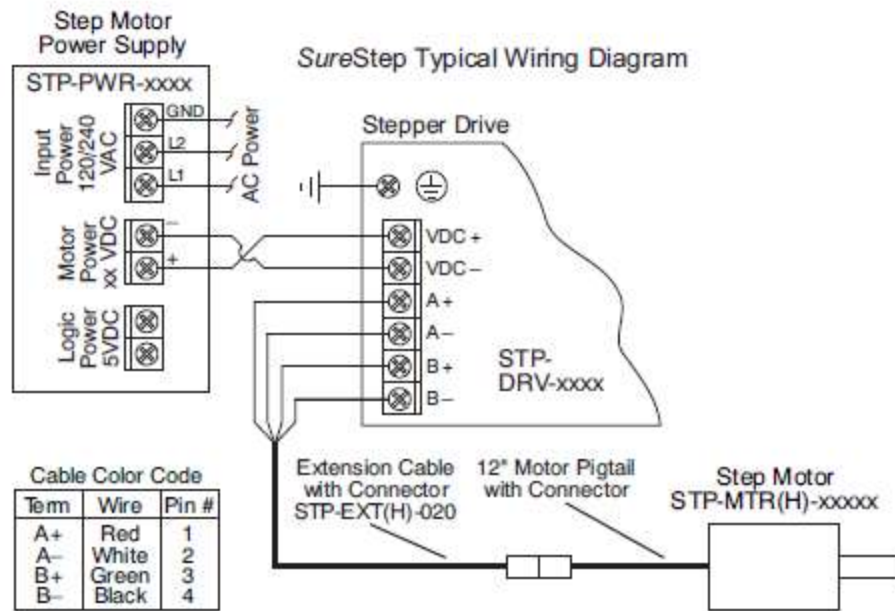 Step Motor
Power Supply
SureStep Typical Wiring Diagram
STP-PWR-xxxx
Input
Power
120/240
VAC
GND
L2
L1
AC Power
Motor
Power
xx VDC
–
+
Logic
Power
5VDC
Stepper Drive
VDC +
VDC –
A +
A –
B +
B –
STP-
DRV-xxxx
Cable Color Code
Term Wire Pin #
A+ Red 1
A– White 2
B+ Green 3
B– Black 4
Extension Cable
with Connector
STP-EXT(H)-020
12" Motor Pigtail
with Connector
Step Motor
STP-MTR(H)-xxxxx